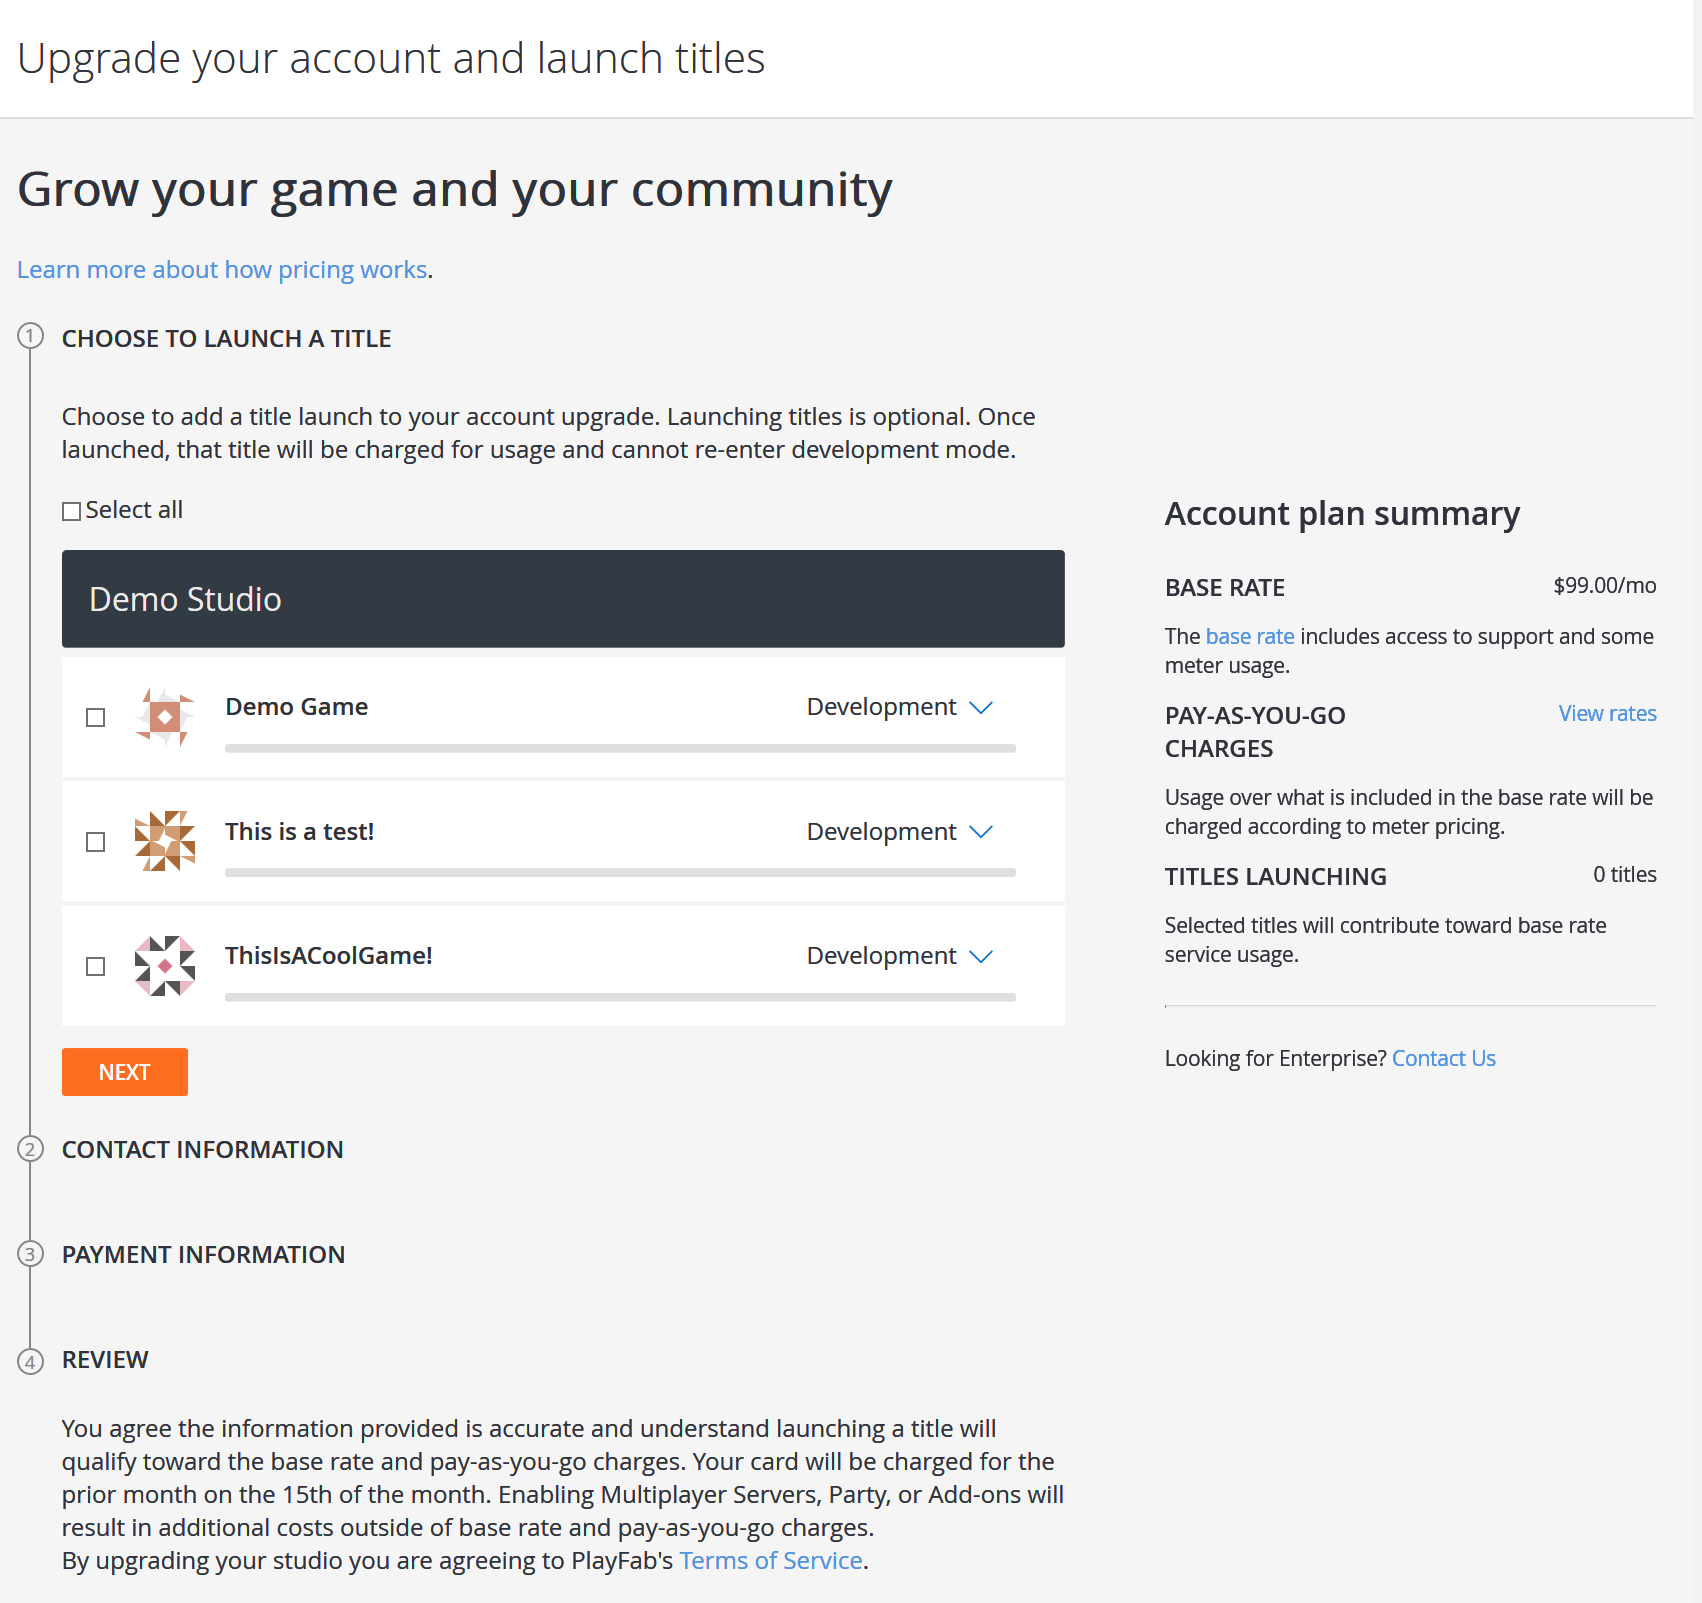 Upgrade your account and launch titles
Grow your game and your community
Learn more about how pricing works.
1 CHOOSE TO LAUNCH A TITLE
Choose to add a title launch to your account upgrade. Launching titles is optional. Once
launched, that title will be charged for usage and cannot re-enter development mode.
Select all
Demo Studio
Demo Game Development
This is a test! Development
ThisIsACoolGame! Development
NEXT
Account plan summary
BASE RATE $99.00/mo
The base rate includes access to support and some
meter usage.
PAY-AS-YOU-GO View rates
CHARGES
Usage over what is included in the base rate will be
charged according to meter pricing.
TITLES LAUNCHING 0 titles
Selected titles will contribute toward base rate
service usage.
Looking for Enterprise? Contact Us
2 CONTACT INFORMATION
3 PAYMENT INFORMATION
4 REVIEW
You agree the information provided is accurate and understand launching a title will
qualify toward the base rate and pay-as-you-go charges. Your card will be charged for the
prior month on the 15th of the month. Enabling Multiplayer Servers, Party, or Add-ons will
result in additional costs outside of base rate and pay-as-you-go charges.
By upgrading your studio you are agreeing to PlayFab's Terms of Service.